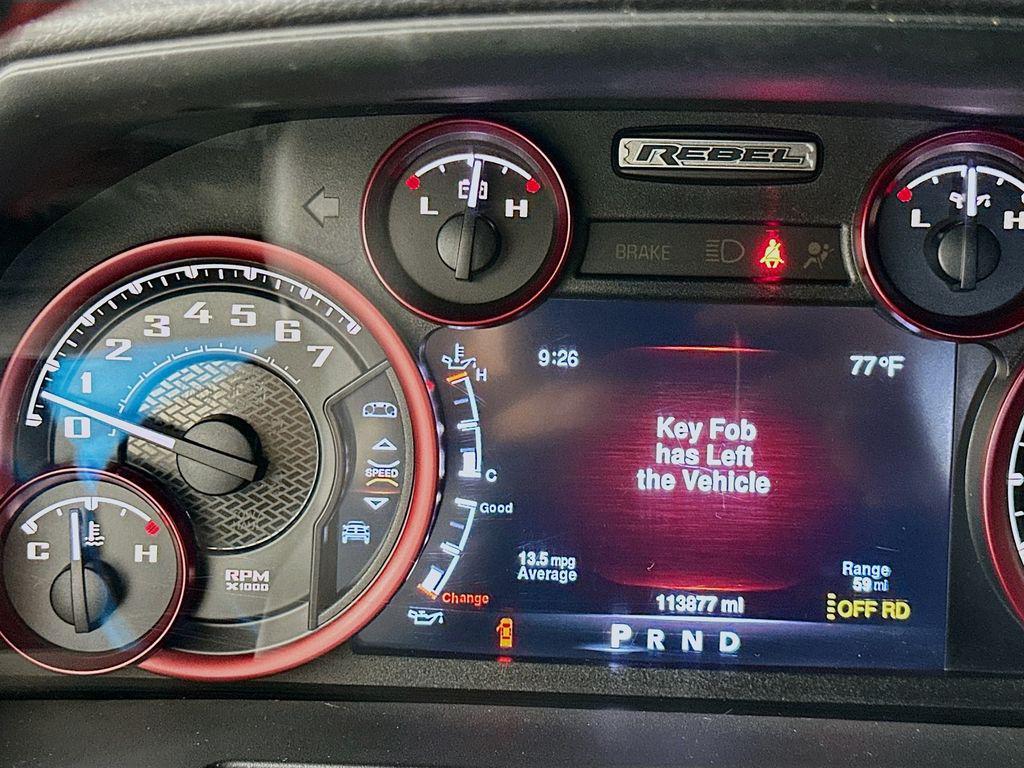 REBEL
L H
L H
BRAKE
1 2 3 4 5 6 7
0
SPEED
C H
RPM
X1000
H
C
Good
Change
9:26
77°F
Key Fob
has Left
the Vehicle
13.5 mpg
Average
Range
59 mi
113877 mi
OFF RD
P R N D